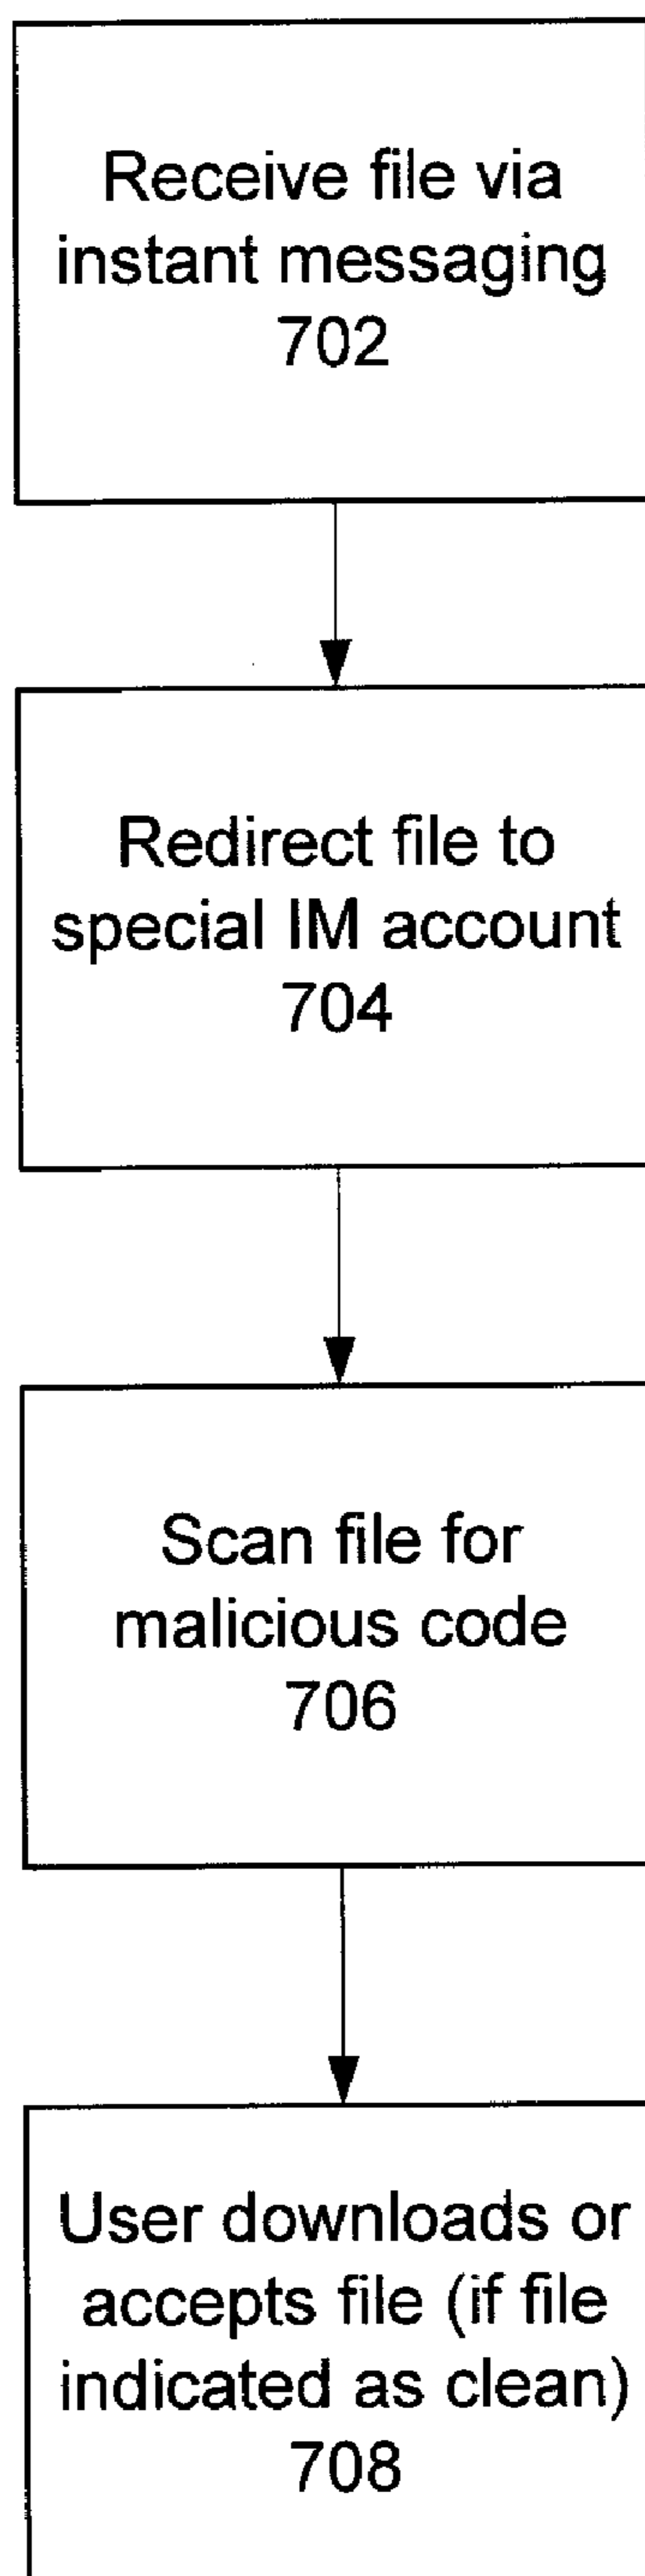 Receive file via
instant messaging
702
Redirect file to
special IM account
704
Scan file for
malicious code
706
User downloads or
accepts file (if file
indicated as clean)
708